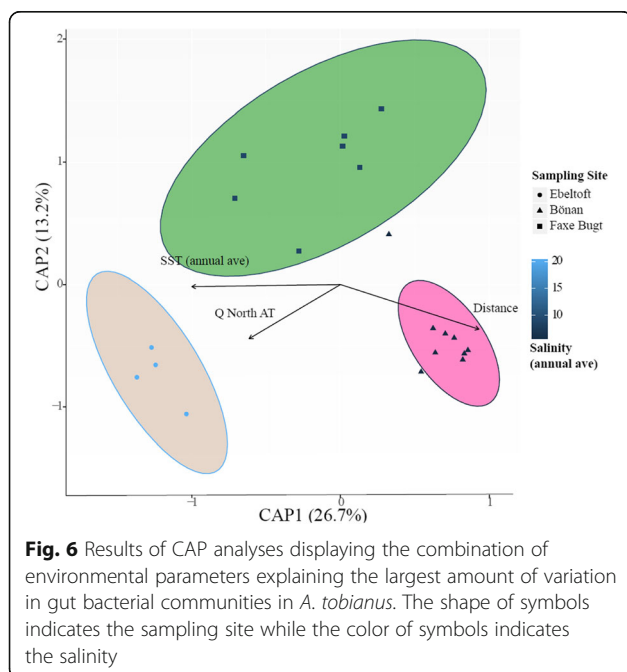 2
1
0
−1
CAP2 (13.2%)
SST (annual ave)
Q North AT
Distance
−1
0
1
CAP1 (26.7%)
Sampling Site
Ebeltoft
Bönan
Faxe Bugt
20
15
10
Salinity
(annual ave)
Fig. 6 Results of CAP analyses displaying the combination of
environmental parameters explaining the largest amount of variation
in gut bacterial communities in A. tobianus. The shape of symbols
indicates the sampling site while the color of symbols indicates
the salinity